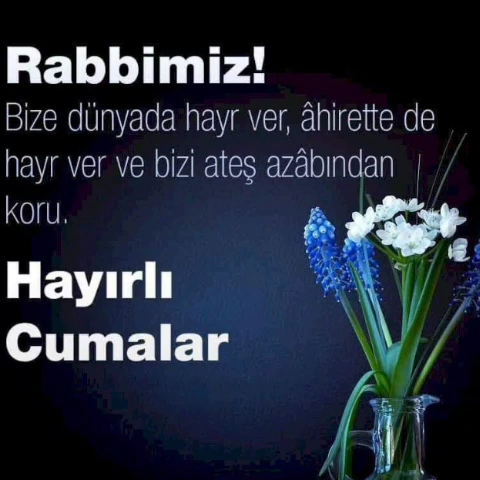 Rabbimiz!
Bize dünyada hayr ver, âhirette de
hayr ver ve bizi ateş azâbından
koru.
Hayırlı
Cumalar